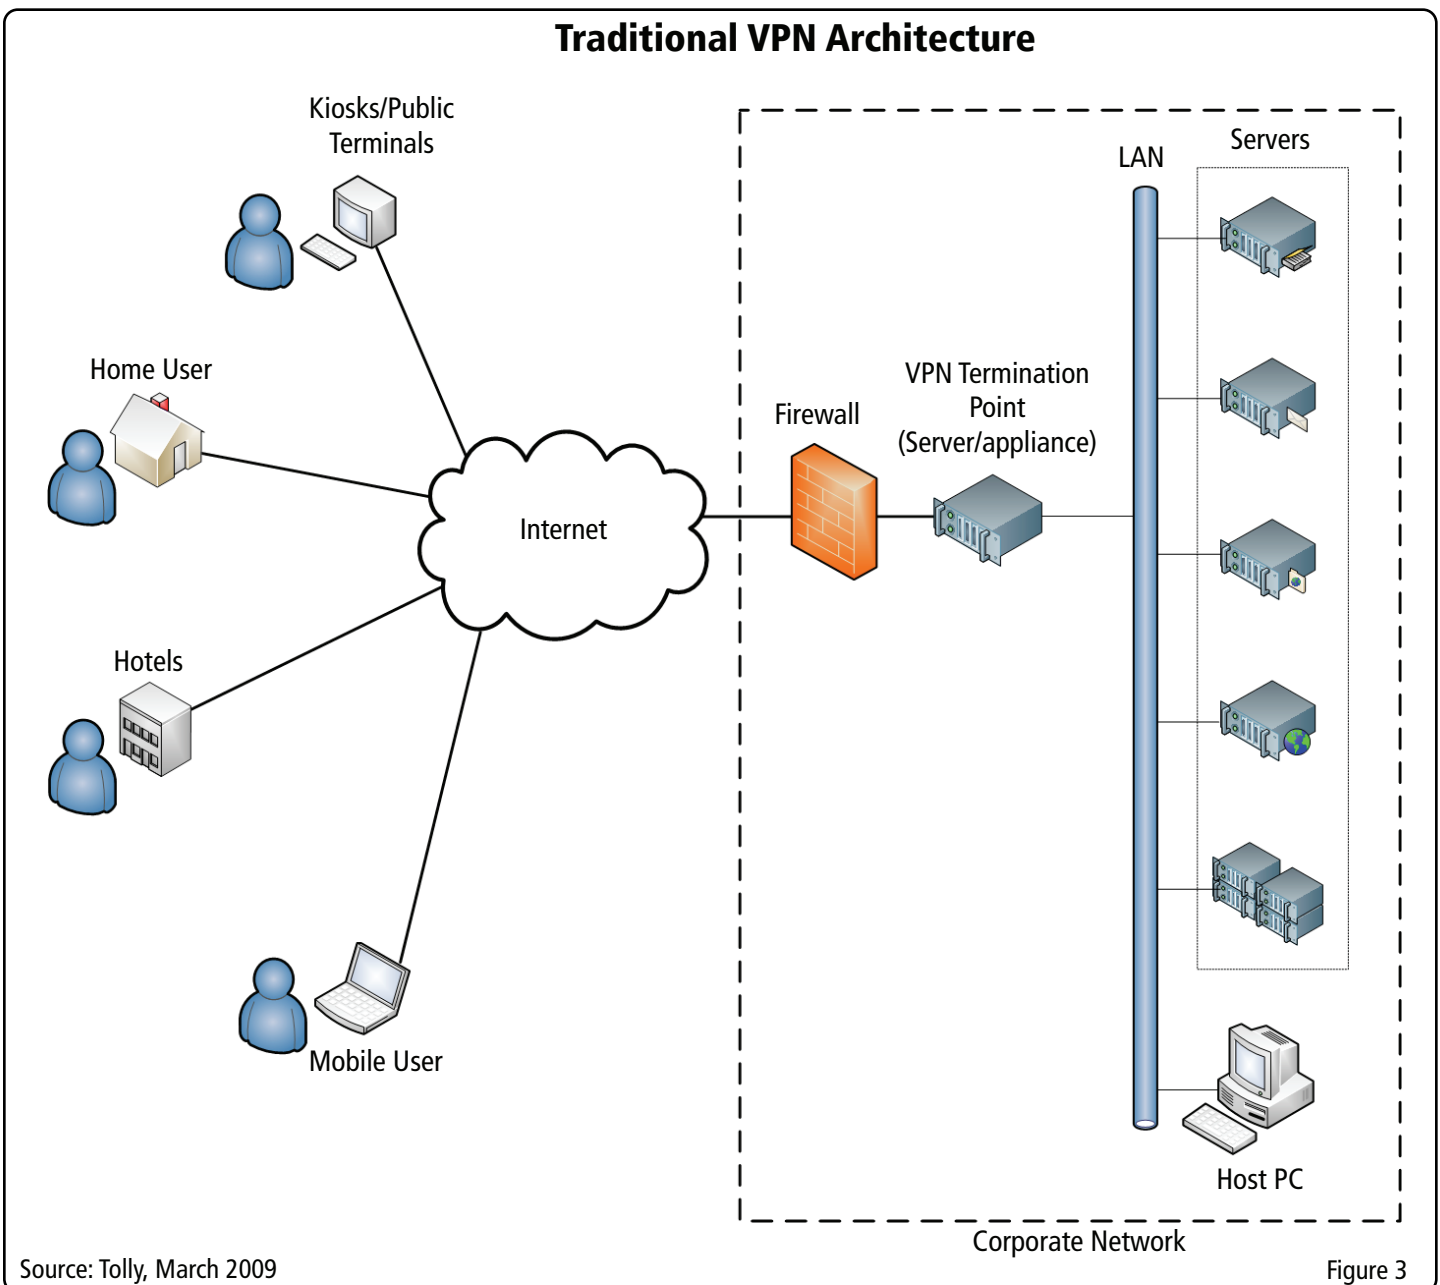 Traditional VPN Architecture
Kiosks/Public
Terminals
Home User
Hotels
Mobile User
Internet
Firewall
VPN Termination
Point
(Server/appliance)
LAN
Servers
Host PC
Corporate Network
Source: Tolly, March 2009
Figure 3